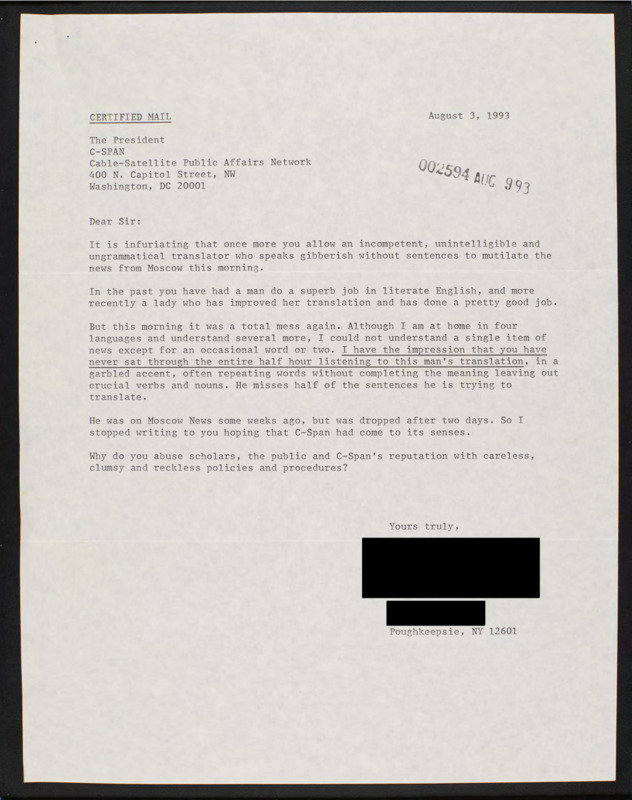 CERTIFIED MAIL
August 3, 1993
The President
C-SPAN
Cable-Satellite Public Affairs Network
400 N. Capitol Street, NW
Washington, DC 20001
002594 AUG 993
Dear Sir:
It is infuriating that once more you allow an incompetent, unintelligible and
ungrammatical translator who speaks gibberish without sentences to mutilate the
news from Moscow this morning.
In the past you have had a man do a superb job in literate English, and more
recently a lady who has improved her translation and has done a pretty good job.
But this morning it was a total mess again. Although I am at home in four
languages and understand several more, I could not understand a single item of
news except for an occasional word or two. I have the impression that you have
never sat through the entire half hour listening to this man's translation, in a
garbled accent, often repeating words without completing the meaning leaving out
crucial verbs and nouns. He misses half of the sentences he is trying to
translate.
He was on Moscow News some weeks ago, but was dropped after two days. So I
stopped writing to you hoping that C-Span had come to its senses.
Why do you abuse scholars, the public and C-Span's reputation with careless,
clumsy and reckless policies and procedures?
Yours truly,
Poughkeepsie, NY 12601